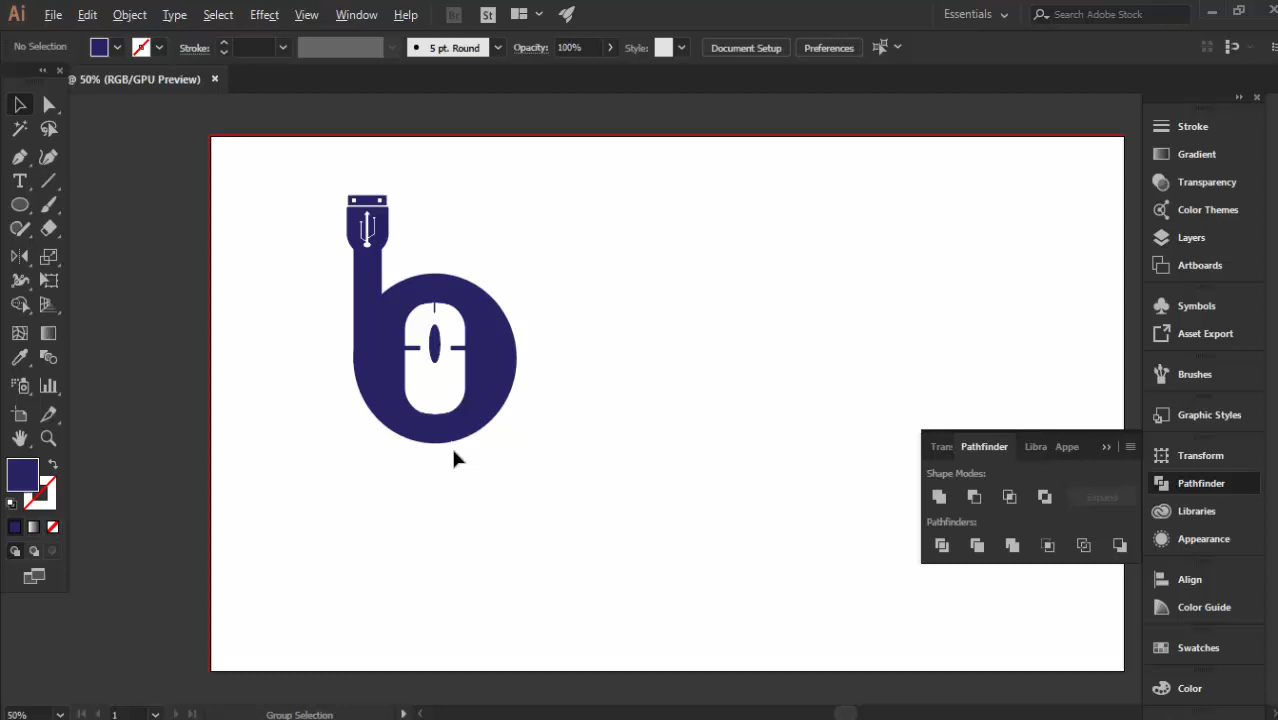 Ai File Edit Object Type Select Effect View Window Help Br St Essentials Search Adobe Stock
No Selection Stroke: 5 pt. Round Opacity: 100% Style: Document Setup Preferences
@ 50% (RGB/GPU Preview)
Stroke
Gradient
Transparency
Color Themes
Layers
Artboards
Symbols
Asset Export
Brushes
Graphic Styles
Tran Pathfinder Libra Appe
Transform
Shape Modes:
Pathfinder
Expand
Libraries
Pathfinders:
Appearance
Align
Color Guide
Swatches
Color
50% 1 Group Selection